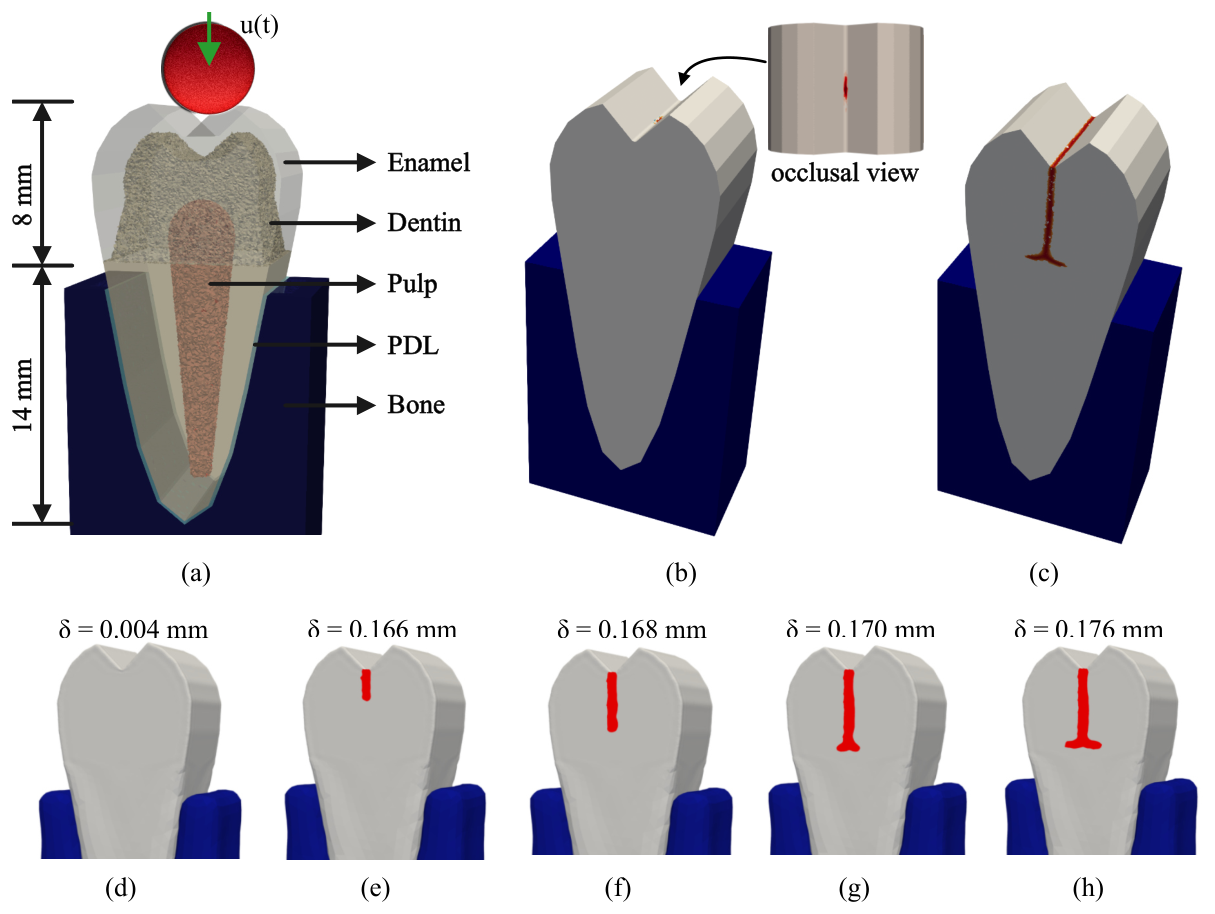 u(t)
8 mm
14 mm
Enamel
Dentin
Pulp
PDL
Bone
occlusal view
(a)
(b)
(c)
δ = 0.004 mm
δ = 0.166 mm
δ = 0.168 mm
δ = 0.170 mm
δ = 0.176 mm
(d)
(e)
(f)
(g)
(h)